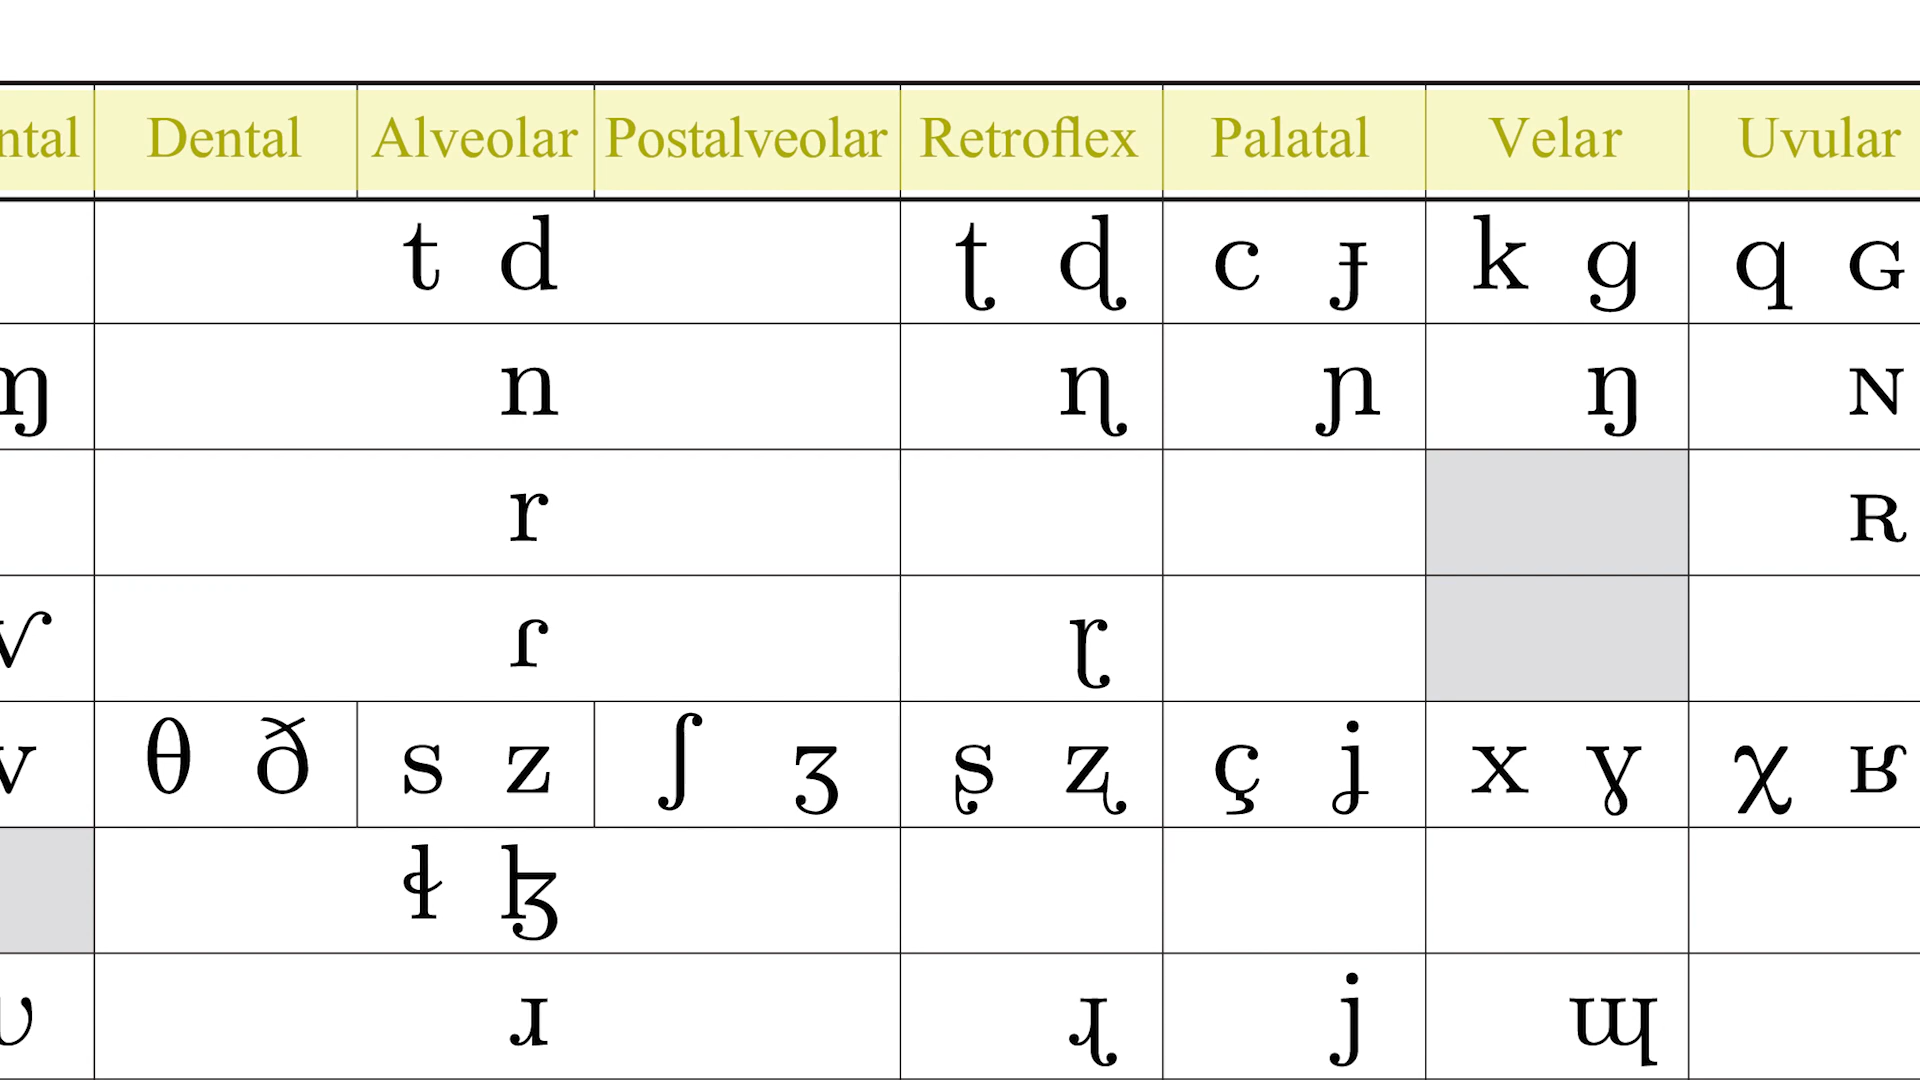 ntal Dental Alveolar Postalveolar Retroflex Palatal Velar Uvular
t d ʈ ɖ c ɟ k ɡ q ɢ
ɱ n ɳ ɲ ŋ ɴ
r ʀ
ⱱ ɾ ɽ
v θ ð s z ʃ ʒ ʂ ʐ ç ʝ x ɣ χ ʁ
ɬ ɮ
ʋ ɹ ɻ j ɰ